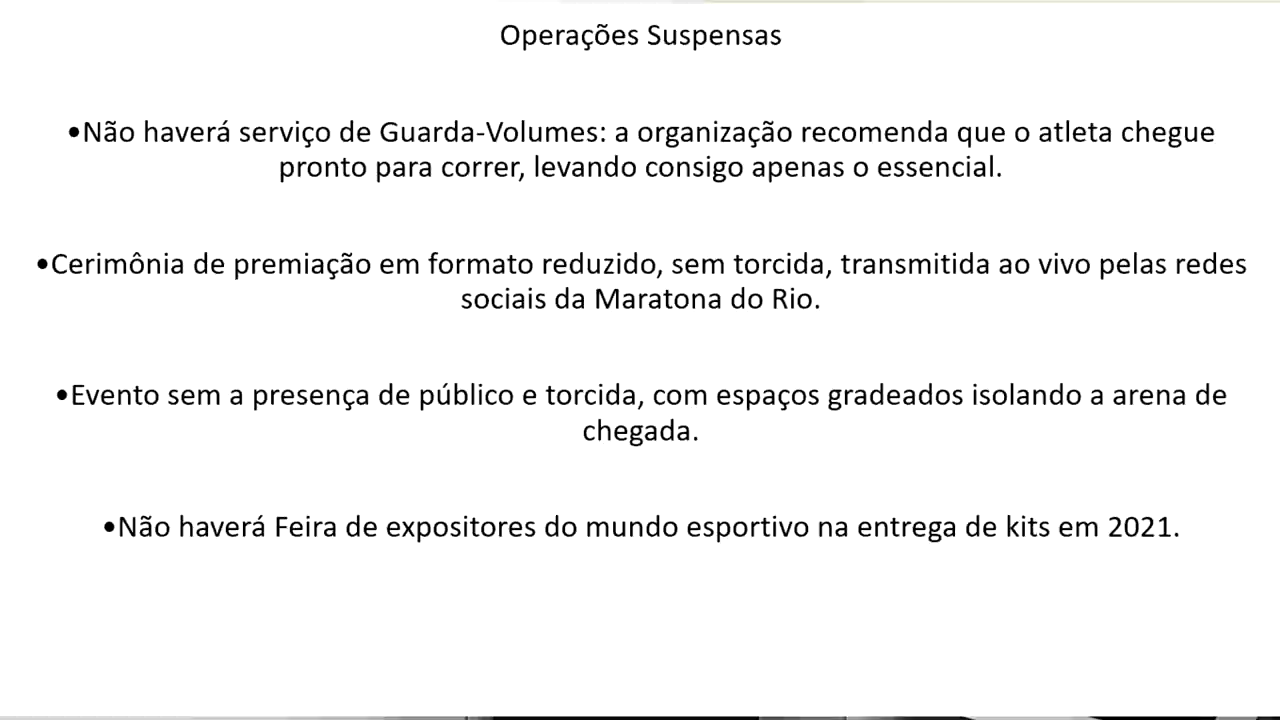 Operações Suspensas
•Não haverá serviço de Guarda-Volumes: a organização recomenda que o atleta chegue
pronto para correr, levando consigo apenas o essencial.
•Cerimônia de premiação em formato reduzido, sem torcida, transmitida ao vivo pelas redes
sociais da Maratona do Rio.
•Evento sem a presença de público e torcida, com espaços gradeados isolando a arena de
chegada.
•Não haverá Feira de expositores do mundo esportivo na entrega de kits em 2021.